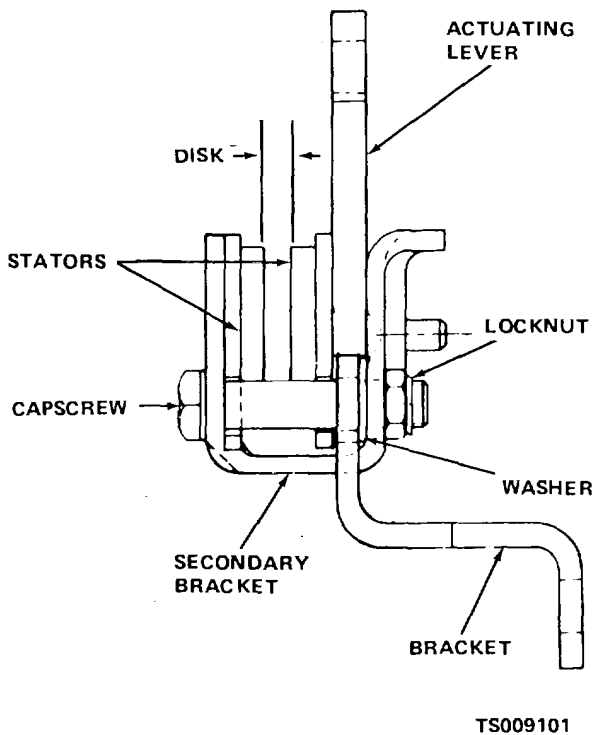 ACTUATING
LEVER
DISK
STATORS
LOCKNUT
CAPSCREW
WASHER
SECONDARY
BRACKET
BRACKET
TS009101